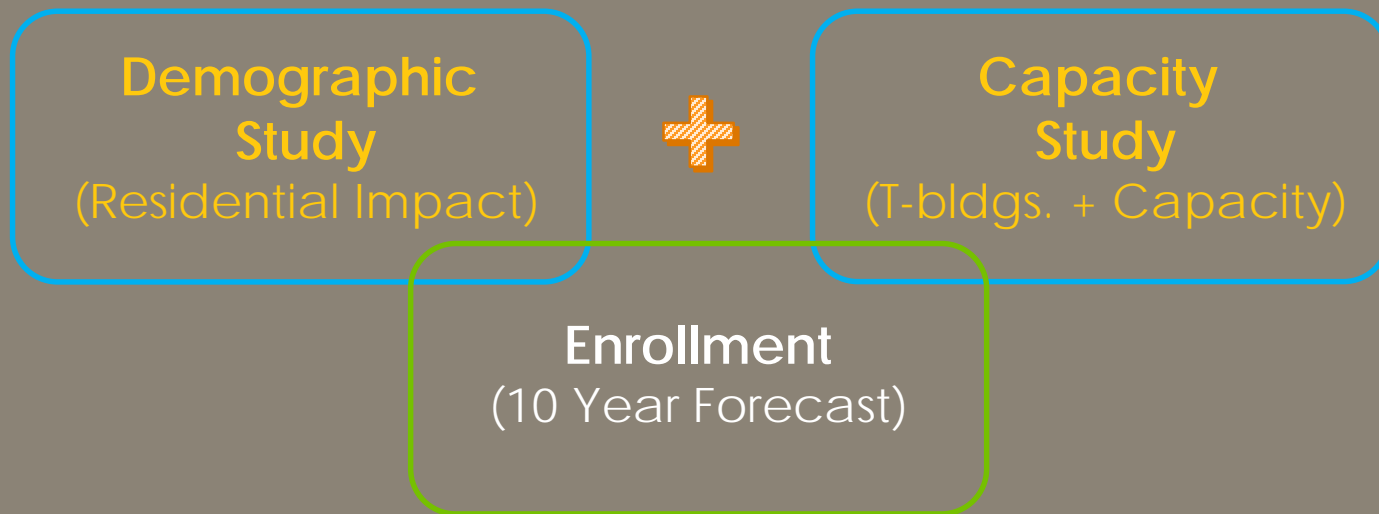 Demographic
Study
(Residential Impact)
Capacity
Study
(T-bldgs. + Capacity)
Enrollment
(10 Year Forecast)